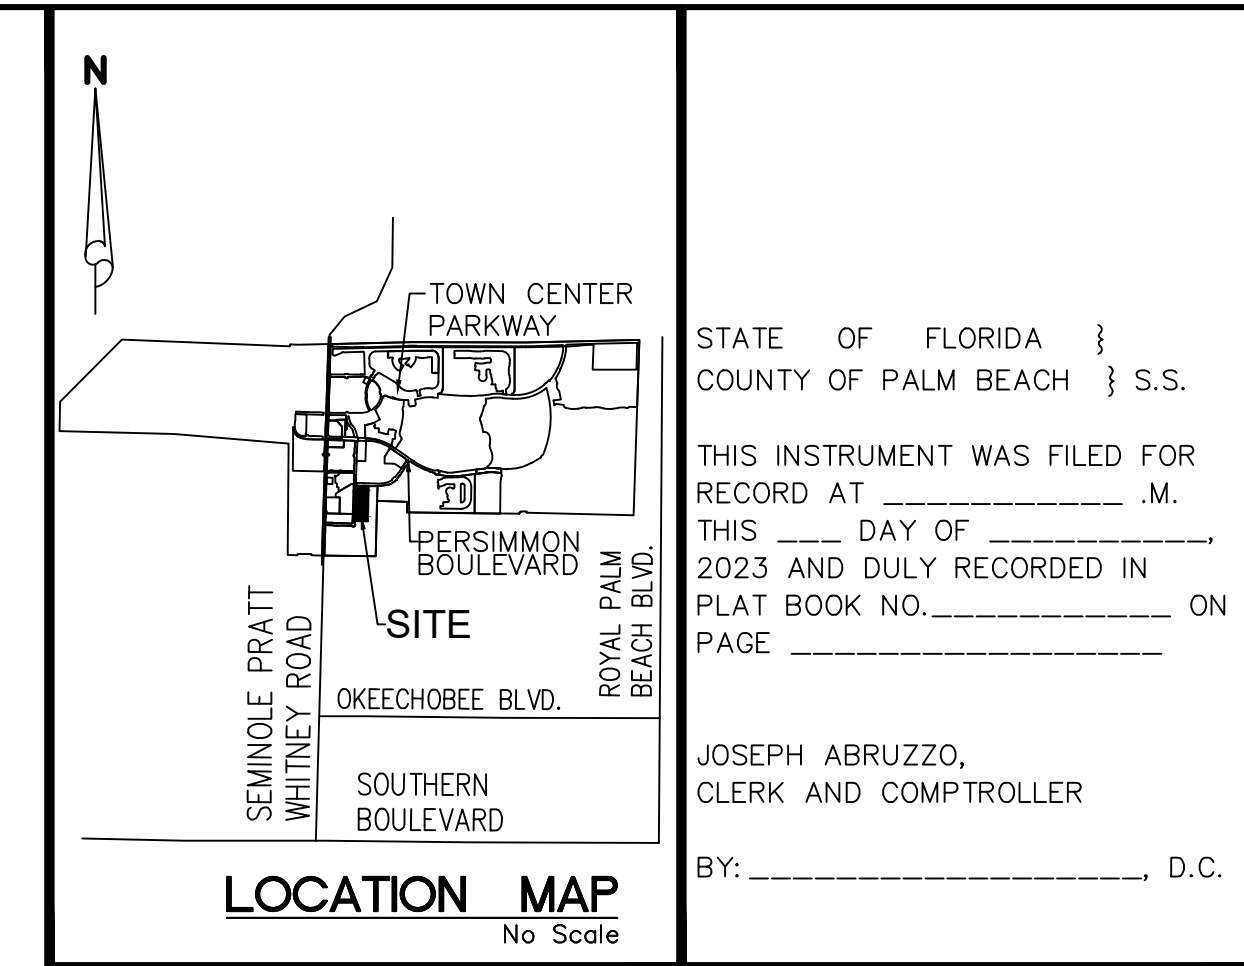 N
TOWN CENTER
PARKWAY
PERSIMMON
BOULEVARD
SITE
SEMINOLE PRATT
WHITNEY ROAD
ROYAL PALM
BEACH BLVD.
OKEECHOBEE BLVD.
SOUTHERN
BOULEVARD
LOCATION MAP
No Scale
STATE OF FLORIDA }
COUNTY OF PALM BEACH } S.S.
THIS INSTRUMENT WAS FILED FOR
RECORD AT ___________ .M.
THIS ___ DAY OF __________,
2023 AND DULY RECORDED IN
PLAT BOOK NO.___________ ON
PAGE _________________
JOSEPH ABRUZZO,
CLERK AND COMPTROLLER
BY: __________________, D.C.